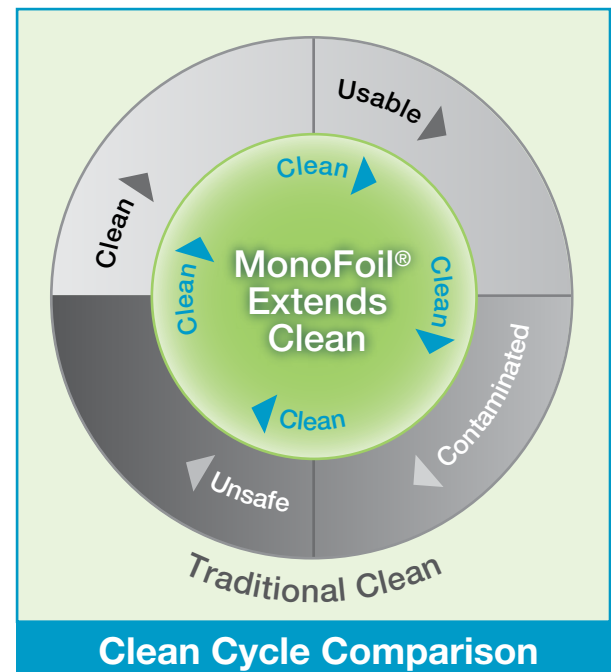 Usable
Clean
Clean
Clean
MonoFoil®
Extends
Clean
Clean
Clean
Contaminated
Unsafe
Traditional Clean
Clean Cycle Comparison